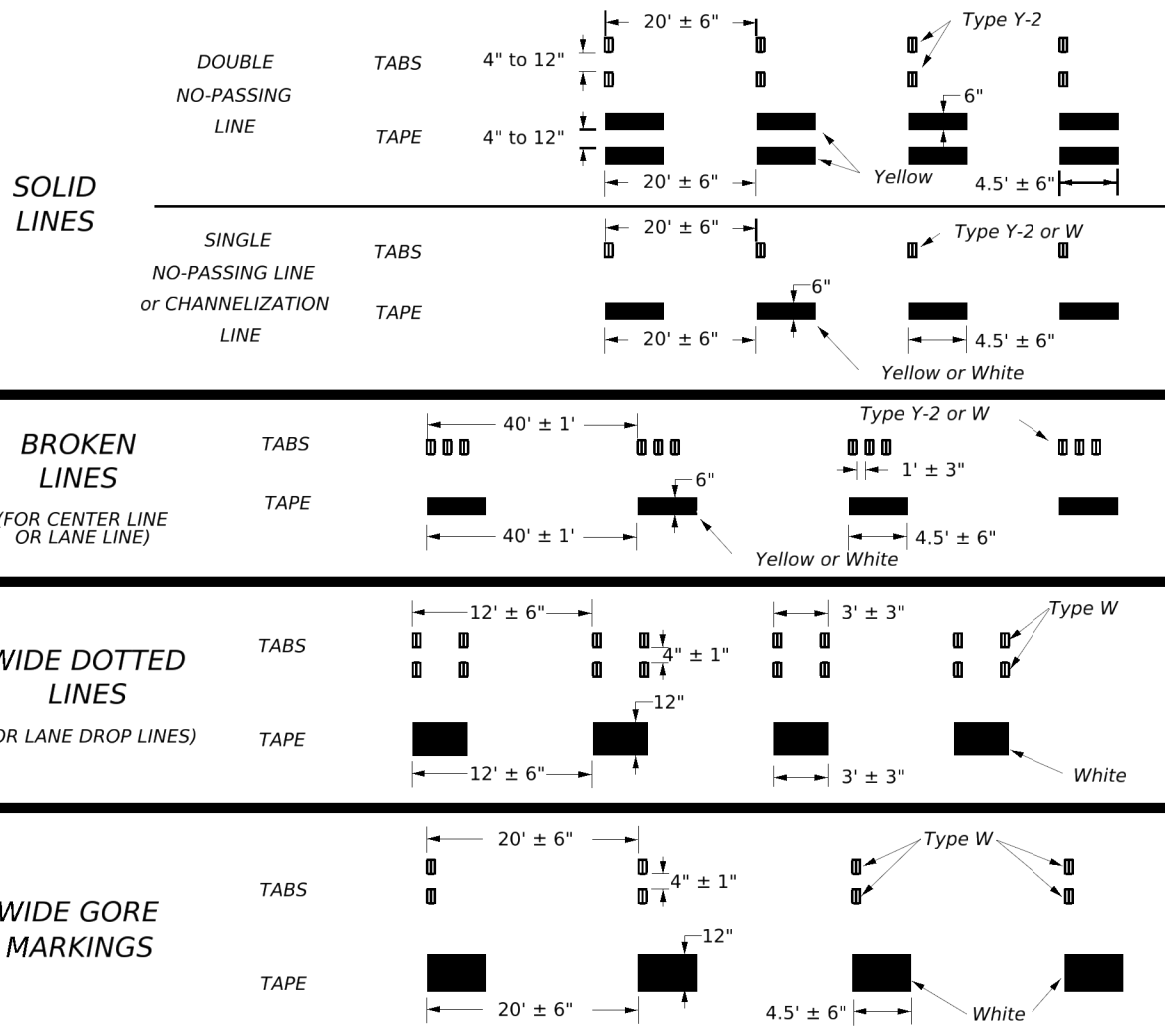 20' ± 6"
Type Y-2
DOUBLE
NO-PASSING
LINE
TABS
4" to 12"
6"
TAPE
4" to 12"
Yellow
20' ± 6"
4.5' ± 6"
SOLID
LINES
20' ± 6"
Type Y-2 or W
SINGLE
NO-PASSING LINE
or CHANNELIZATION
LINE
TABS
6"
TAPE
20' ± 6"
4.5' ± 6"
Yellow or White
BROKEN
LINES
(FOR CENTER LINE
OR LANE LINE)
TABS
40' ± 1'
Type Y-2 or W
1' ± 3"
6"
TAPE
40' ± 1'
4.5' ± 6"
Yellow or White
WIDE DOTTED
LINES
OR LANE DROP LINES)
12' ± 6"
3' ± 3"
Type W
TABS
4" ± 1"
12"
TAPE
12' ± 6"
3' ± 3"
White
WIDE GORE
MARKINGS
20' ± 6"
Type W
TABS
4" ± 1"
12"
TAPE
20' ± 6"
4.5' ± 6"
White